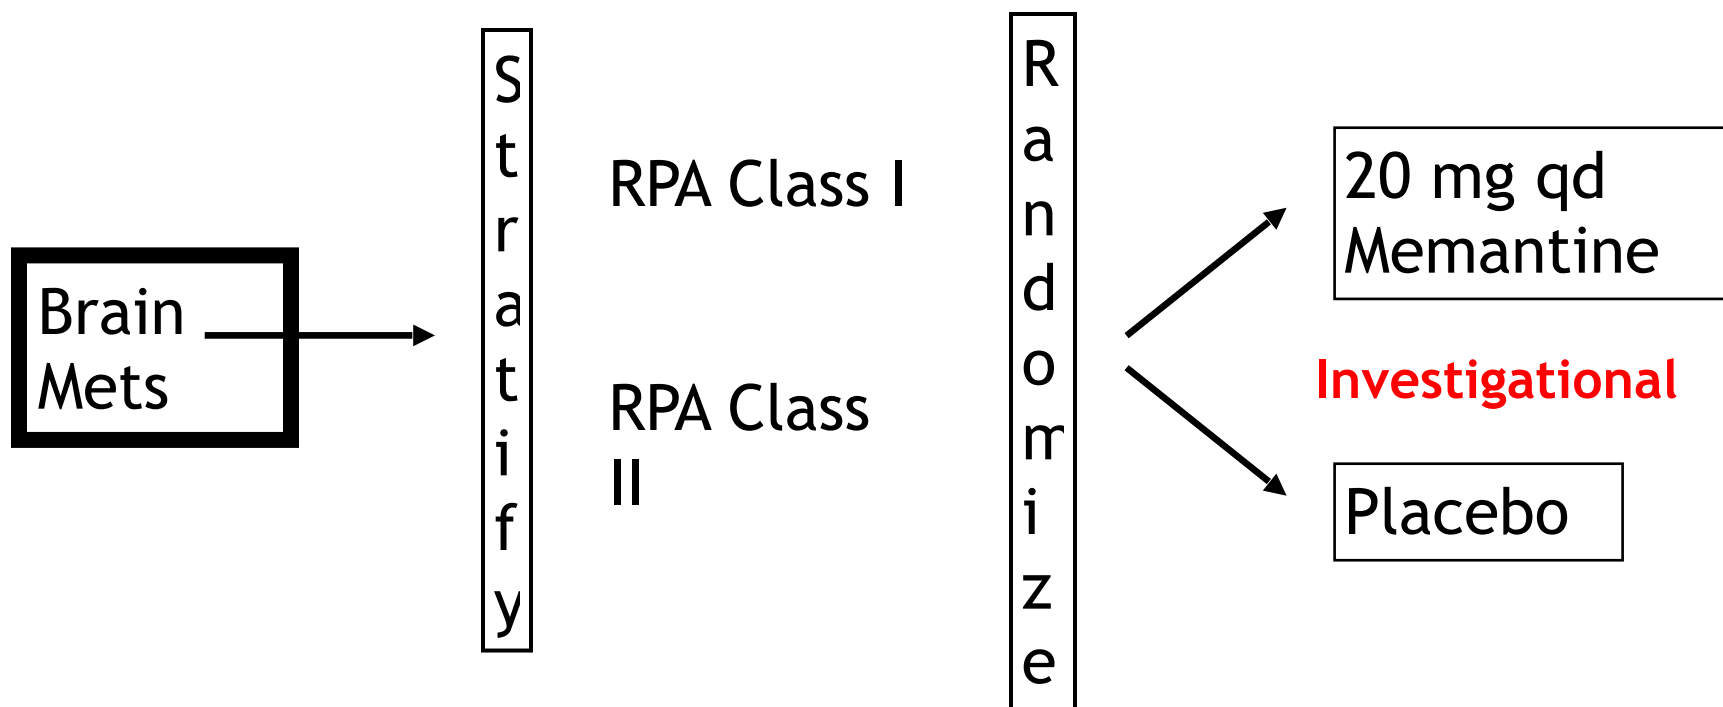 Brain
Mets
Stratify
RPA Class I
RPA Class
II
Randomize
20 mg qd
Memantine
Investigational
Placebo